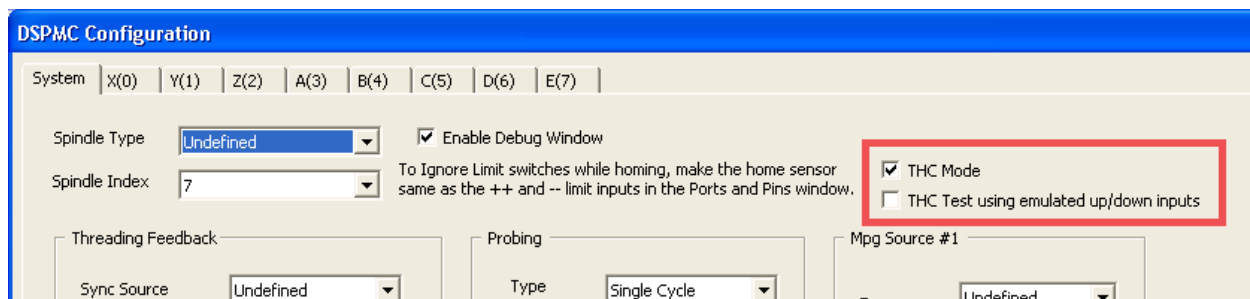 DSPMC Configuration
System X(0) Y(1) Z(2) A(3) B(4) C(5) D(6) E(7)
Spindle Type Undefined Enable Debug Window
To Ignore Limit switches while homing, make the home sensor
same as the ++ and -- limit inputs in the Ports and Pins window.
Spindle Index 7
THC Mode
THC Test using emulated up/down inputs
Threading Feedback Probing Mpg Source #1
Sync Source Undefined Type Single Cycle Undefined